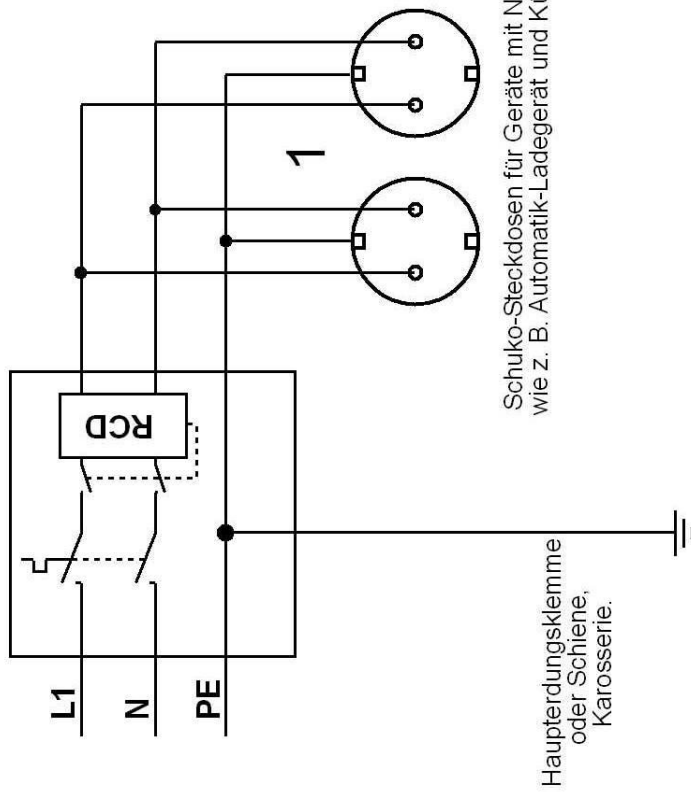 L1
N
PE
RCD
1
Schuko-Steckdosen für Geräte mit
wie z. B. Automatik-Ladegerät und
Haupterdungsklemme
oder Schiene,
Karosserie.